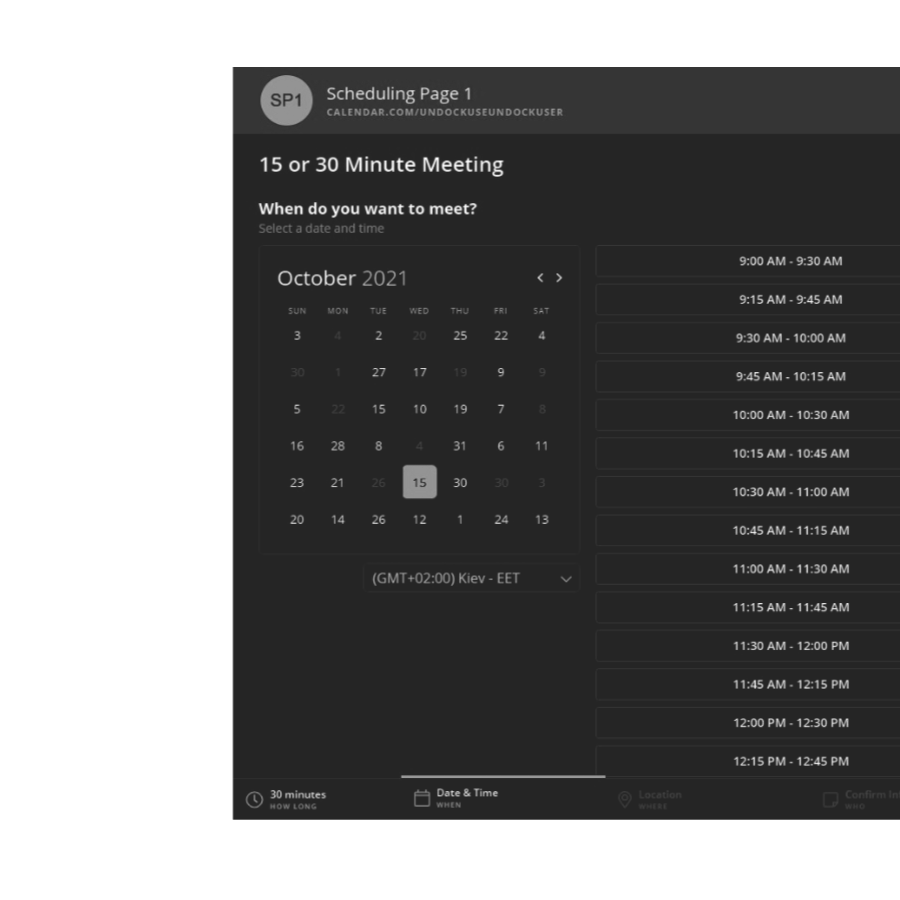 SP1
Scheduling Page 1
CALENDAR.COM/UNDOCKUSEUNDOCKUSER
15 or 30 Minute Meeting
When do you want to meet?
Select a date and time
October 2021
SUN MON TUE WED THU FRI SAT
3 4 2 20 25 22 4
30 1 27 17 19 9 9
5 22 15 10 19 7 8
16 28 8 4 31 6 11
23 21 26 15 30 30 3
20 14 26 12 1 24 13
(GMT+02:00) Kiev - EET
9:00 AM - 9:30 AM
9:15 AM - 9:45 AM
9:30 AM - 10:00 AM
9:45 AM - 10:15 AM
10:00 AM - 10:30 AM
10:15 AM - 10:45 AM
10:30 AM - 11:00 AM
10:45 AM - 11:15 AM
11:00 AM - 11:30 AM
11:15 AM - 11:45 AM
11:30 AM - 12:00 PM
11:45 AM - 12:15 PM
12:00 PM - 12:30 PM
12:15 PM - 12:45 PM
30 minutes
HOW LONG
Date & Time
WHEN
Location
WHERE
Confirm
WHO